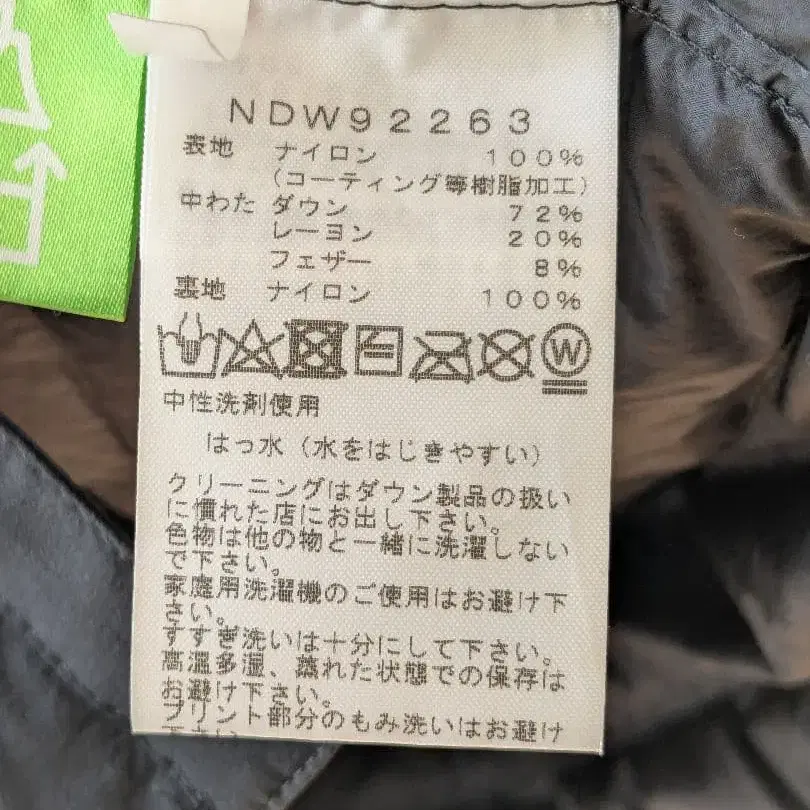 NDW92263
表地 ナイロン 100%
(コーティング等樹脂加工)
中わた ダウン 72%
レーヨン 20%
フェザー 8%
裏地 ナイロン 100%
W
中性洗剤使用
はっ水（水をはじきやすい）
クリーニングはダウン製品の扱い
に慣れた店にお出し下さい。
色物は他の物と一緒に洗濯しない
で下さい。
家庭用洗濯機のご使用はお避け下
さい。
すすぎ洗いは十分にして下さい。
高温多湿、蒸れた状態での保存は
お避け下さい。
プリント部分のもみ洗いはお避け
下さい